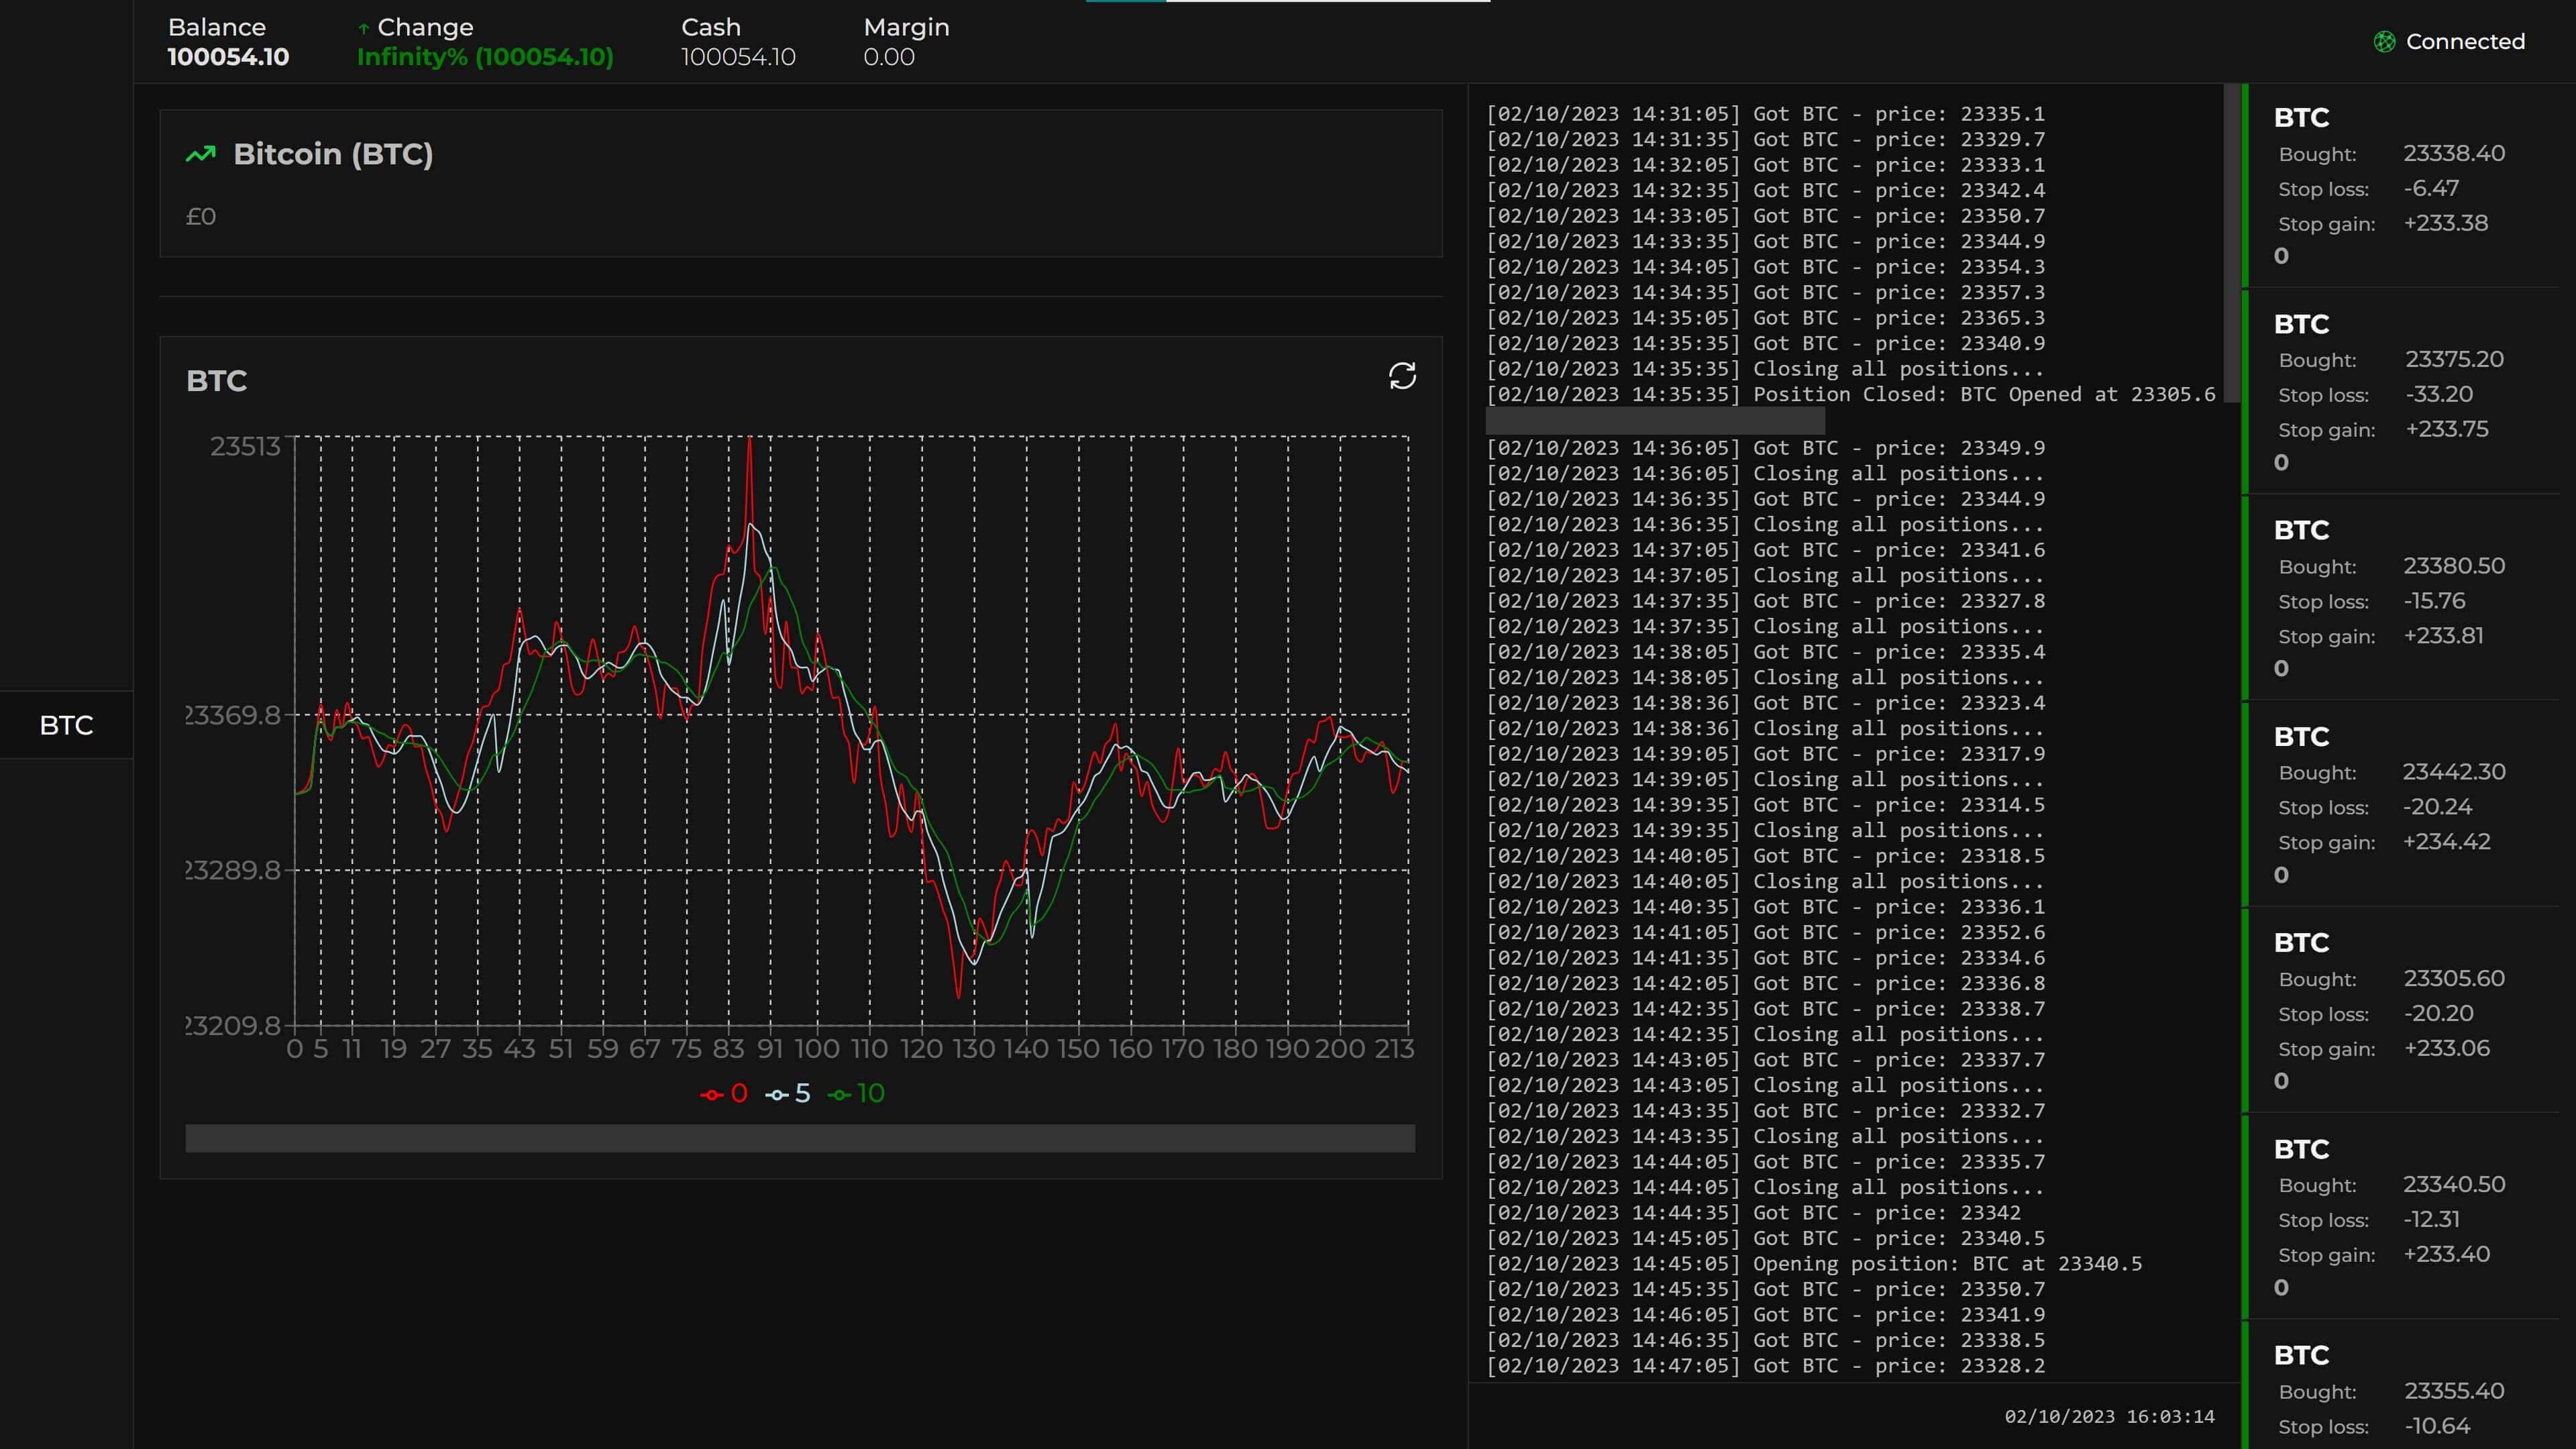 Balance
100054.10
↑ Change
Infinity% (100054.10)
Cash
100054.10
Margin
0.00
Connected
BTC
Bitcoin (BTC)
£0
BTC
23513
23369.8
23289.8
23209.8
0 5 11 19 27 35 43 51 59 67 75 83 91 100 110 120 130 140 150 160 170 180 190 200 213
0 5 10
[02/10/2023 14:31:05] Got BTC - price: 23335.1
[02/10/2023 14:31:35] Got BTC - price: 23329.7
[02/10/2023 14:32:05] Got BTC - price: 23333.1
[02/10/2023 14:32:35] Got BTC - price: 23342.4
[02/10/2023 14:33:05] Got BTC - price: 23350.7
[02/10/2023 14:33:35] Got BTC - price: 23344.9
[02/10/2023 14:34:05] Got BTC - price: 23354.3
[02/10/2023 14:34:35] Got BTC - price: 23357.3
[02/10/2023 14:35:05] Got BTC - price: 23365.3
[02/10/2023 14:35:35] Got BTC - price: 23340.9
[02/10/2023 14:35:35] Closing all positions...
[02/10/2023 14:35:35] Position Closed: BTC Opened at 23305.6
[02/10/2023 14:36:05] Got BTC - price: 23349.9
[02/10/2023 14:36:05] Closing all positions...
[02/10/2023 14:36:35] Got BTC - price: 23344.9
[02/10/2023 14:36:35] Closing all positions...
[02/10/2023 14:37:05] Got BTC - price: 23341.6
[02/10/2023 14:37:05] Closing all positions...
[02/10/2023 14:37:35] Got BTC - price: 23327.8
[02/10/2023 14:37:35] Closing all positions...
[02/10/2023 14:38:05] Got BTC - price: 23335.4
[02/10/2023 14:38:05] Closing all positions...
[02/10/2023 14:38:36] Got BTC - price: 23323.4
[02/10/2023 14:38:36] Closing all positions...
[02/10/2023 14:39:05] Got BTC - price: 23317.9
[02/10/2023 14:39:05] Closing all positions...
[02/10/2023 14:39:35] Got BTC - price: 23314.5
[02/10/2023 14:39:35] Closing all positions...
[02/10/2023 14:40:05] Got BTC - price: 23318.5
[02/10/2023 14:40:05] Closing all positions...
[02/10/2023 14:40:35] Got BTC - price: 23336.1
[02/10/2023 14:41:05] Got BTC - price: 23352.6
[02/10/2023 14:41:35] Got BTC - price: 23334.6
[02/10/2023 14:42:05] Got BTC - price: 23336.8
[02/10/2023 14:42:35] Got BTC - price: 23338.7
[02/10/2023 14:42:35] Closing all positions...
[02/10/2023 14:43:05] Got BTC - price: 23337.7
[02/10/2023 14:43:05] Closing all positions...
[02/10/2023 14:43:35] Got BTC - price: 23332.7
[02/10/2023 14:43:35] Closing all positions...
[02/10/2023 14:44:05] Got BTC - price: 23335.7
[02/10/2023 14:44:05] Closing all positions...
[02/10/2023 14:44:35] Got BTC - price: 23342
[02/10/2023 14:45:05] Got BTC - price: 23340.5
[02/10/2023 14:45:05] Opening position: BTC at 23340.5
[02/10/2023 14:45:35] Got BTC - price: 23350.7
[02/10/2023 14:46:05] Got BTC - price: 23341.9
[02/10/2023 14:46:35] Got BTC - price: 23338.5
[02/10/2023 14:47:05] Got BTC - price: 23328.2
02/10/2023 16:03:14
BTC
Bought: 23338.40
Stop loss: -6.47
Stop gain: +233.38
0
BTC
Bought: 23375.20
Stop loss: -33.20
Stop gain: +233.75
0
BTC
Bought: 23380.50
Stop loss: -15.76
Stop gain: +233.81
0
BTC
Bought: 23442.30
Stop loss: -20.24
Stop gain: +234.42
0
BTC
Bought: 23305.60
Stop loss: -20.20
Stop gain: +233.06
0
BTC
Bought: 23340.50
Stop loss: -12.31
Stop gain: +233.40
0
BTC
Bought: 23355.40
Stop loss: -10.64